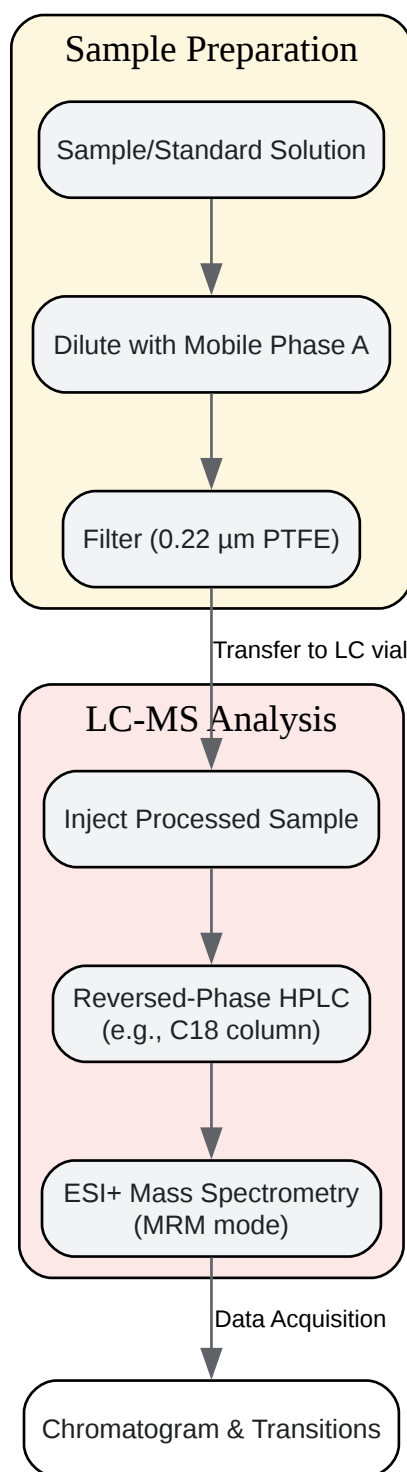 Sample Preparation
Sample/Standard Solution
Dilute with Mobile Phase A
Filter (0.22 µm PTFE)
Transfer to LC vial
LC-MS Analysis
Inject Processed Sample
Reversed-Phase HPLC
(e.g., C18 column)
ESI+ Mass Spectrometry
(MRM mode)
Data Acquisition
Chromatogram & Transitions